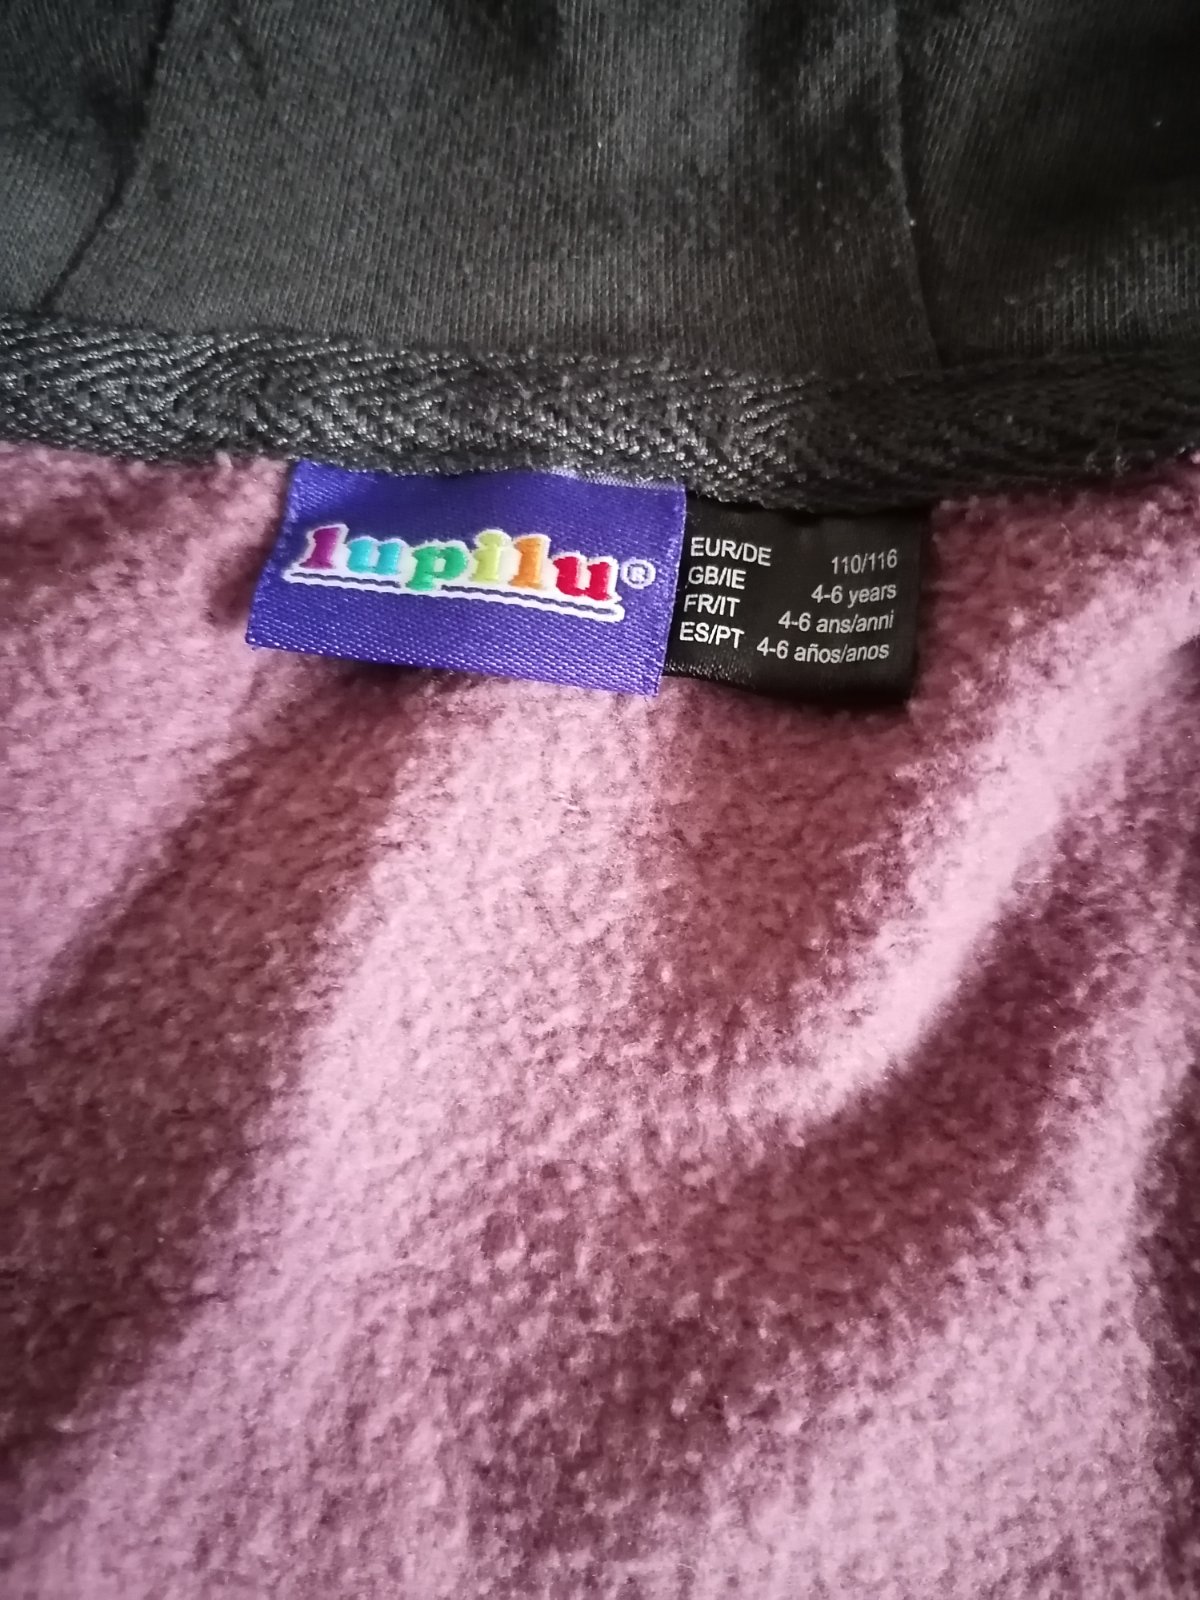 lupilu®
EUR/DE 110/116
GB/IE 4-6 years
FR/IT 4-6 ans/anni
ES/PT 4-6 años/anos